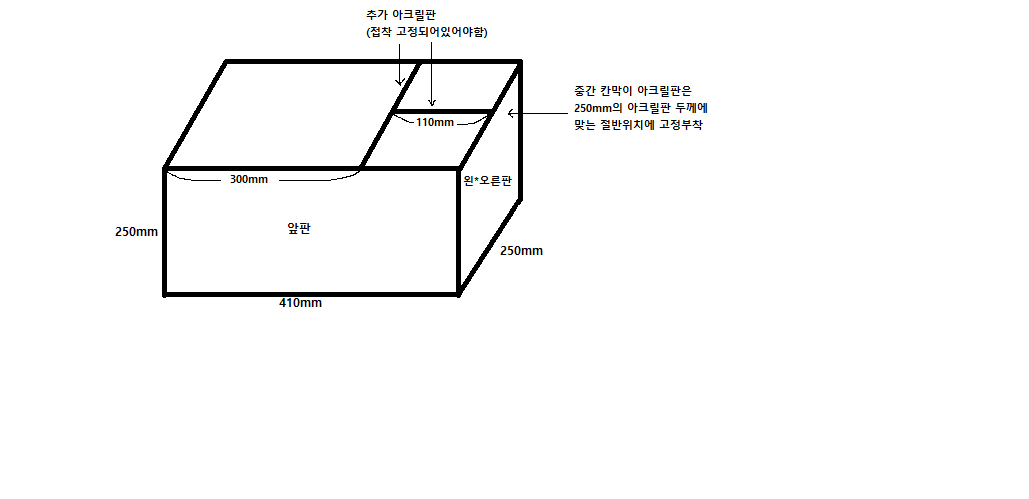 추가 아크릴판
(접착 고정되어있어야함)
중간 칸막이 아크릴판은
250mm의 아크릴판 두께에
맞는 절반위치에 고정부착
110mm
300mm
왼*오른판
앞판
250mm
250mm
410mm